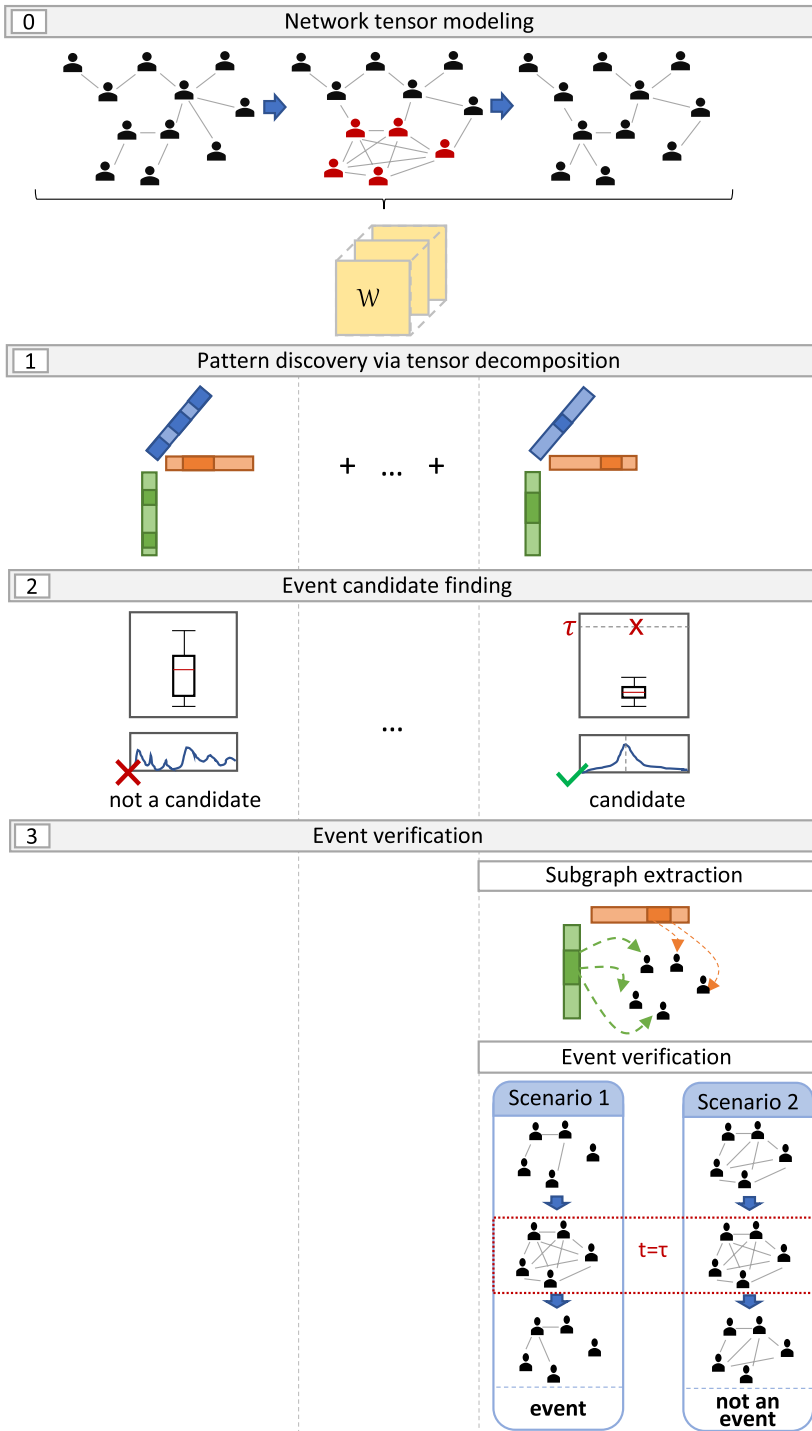 0 Network tensor modeling
𝒲
1 Pattern discovery via tensor decomposition
+ ... +
2 Event candidate finding
τ x
...
not a candidate
candidate
3 Event verification
Subgraph extraction
Event verification
Scenario 1
Scenario 2
t=τ
event
not an
event